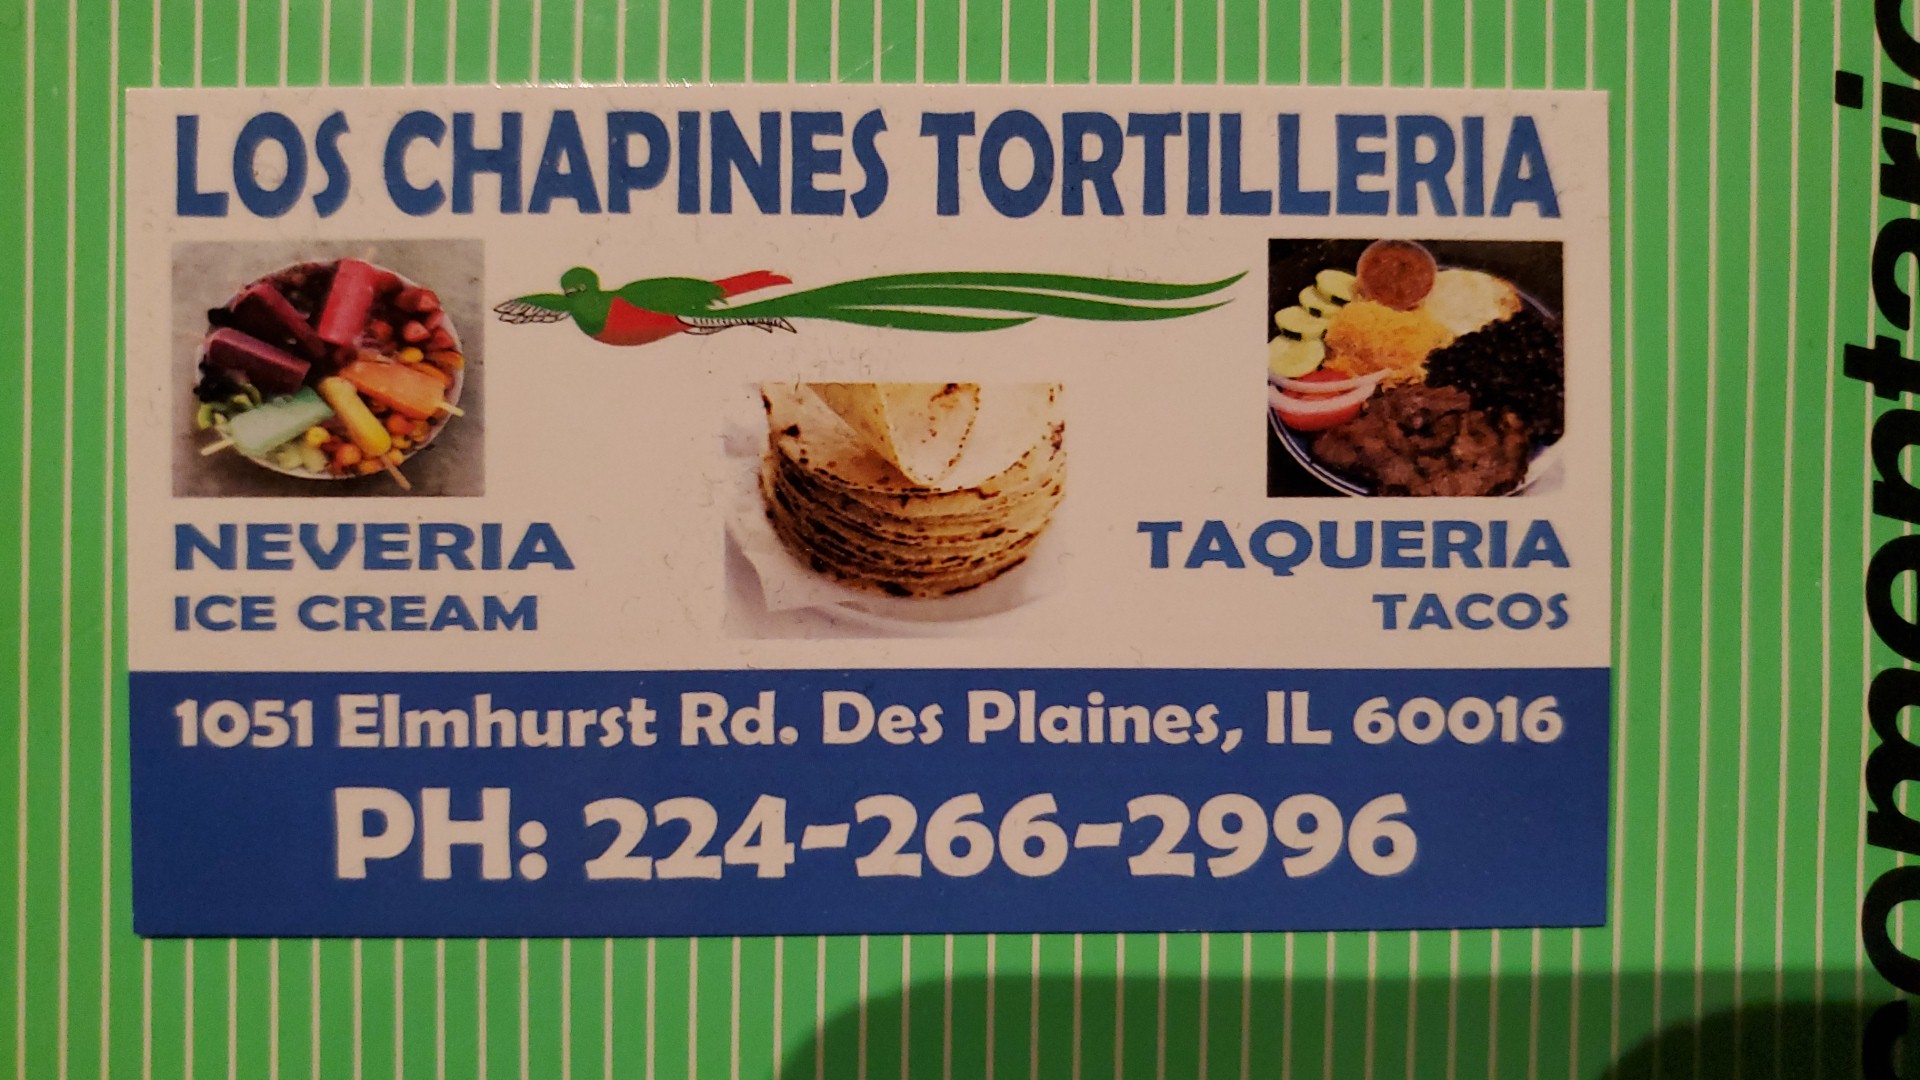 LOS CHAPINES TORTILLERIA
NEVERIA
ICE CREAM
TAQUERIA
TACOS
1051 Elmhurst Rd. Des Plaines, IL 60016
PH: 224-266-2996